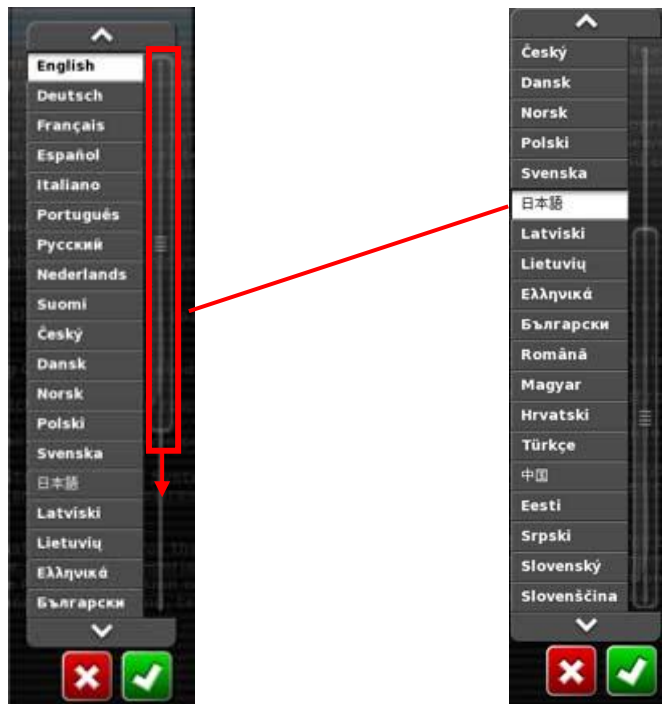 English
Deutsch
Français
Español
Italiano
Português
Русский
Nederlands
Suomi
Český
Dansk
Norsk
Polski
Svenska
日本語
Latviski
Lietuvių
Ελληνικά
Български
Český
Dansk
Norsk
Polski
Svenska
日本語
Latviski
Lietuvių
Ελληνικά
Български
Română
Magyar
Hrvatski
Türkçe
中国
Eesti
Srpski
Slovenský
Slovenščina